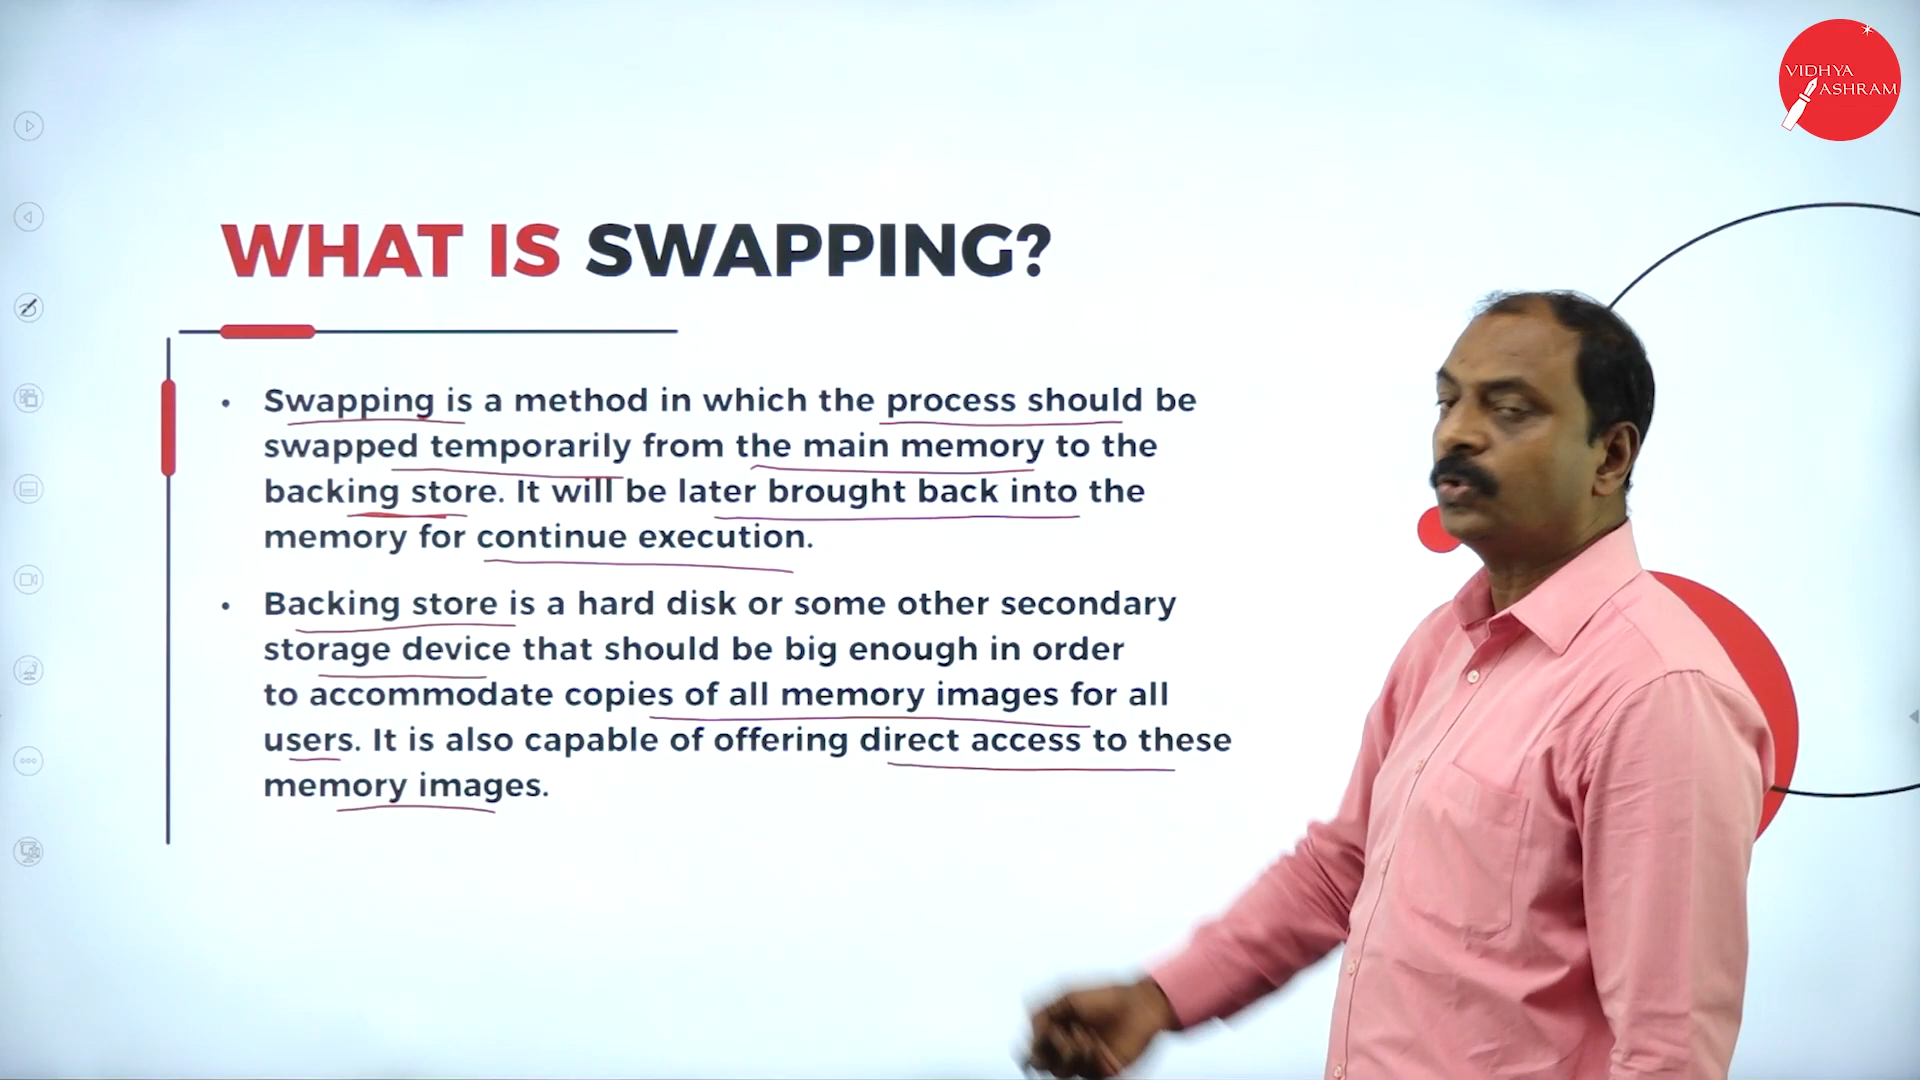 VIDHYA
ASHRAM
WHAT IS SWAPPING?
• Swapping is a method in which the process should be
swapped temporarily from the main memory to the
backing store. It will be later brought back into the
memory for continue execution.
• Backing store is a hard disk or some other secondary
storage device that should be big enough in order
to accommodate copies of all memory images for all
users. It is also capable of offering direct access to these
memory images.